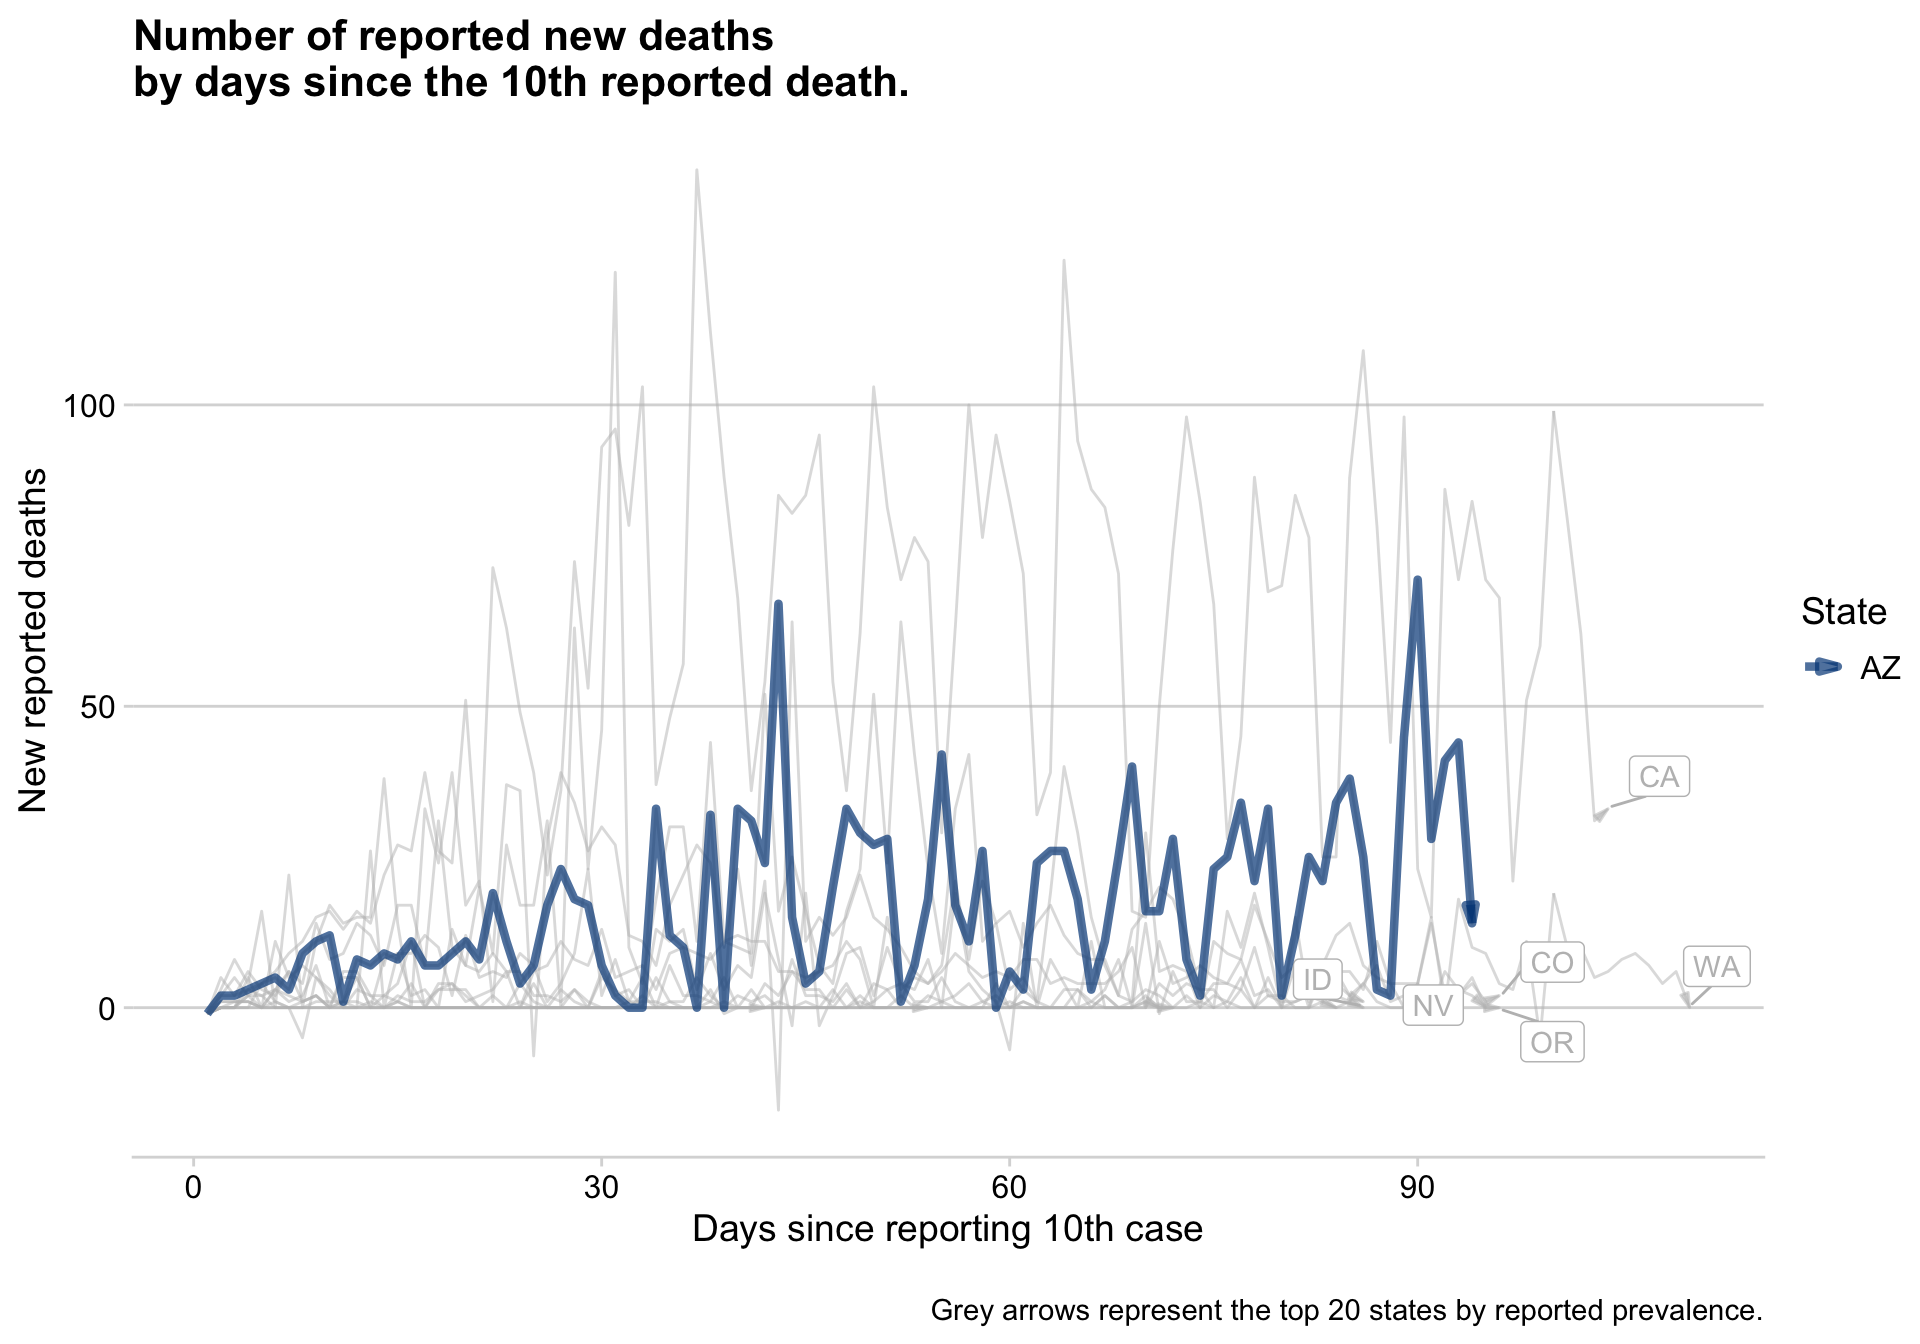 Number of reported new deaths
by days since the 10th reported death.
100
50
0
New reported deaths
CA
CO
WA
ID
NV
OR
State
AZ
0
30
60
90
Days since reporting 10th case
Grey arrows represent the top 20 states by reported prevalence.